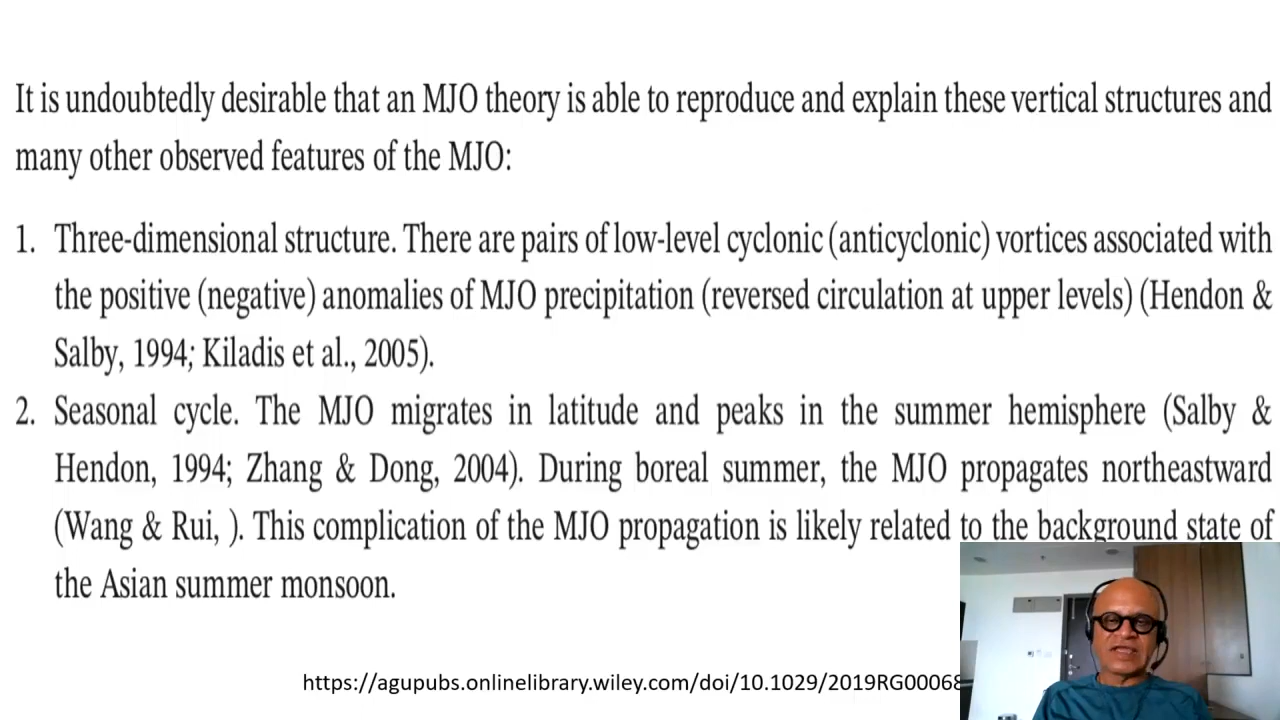 It is undoubtedly desirable that an MJO theory is able to reproduce and explain these vertical structures and
many other observed features of the MJO:
1. Three-dimensional structure. There are pairs of low-level cyclonic (anticyclonic) vortices associated with
the positive (negative) anomalies of MJO precipitation (reversed circulation at upper levels) (Hendon &
Salby, 1994; Kiladis et al., 2005).
2. Seasonal cycle. The MJO migrates in latitude and peaks in the summer hemisphere (Salby &
Hendon, 1994; Zhang & Dong, 2004). During boreal summer, the MJO propagates northeastward
(Wang & Rui, ). This complication of the MJO propagation is likely related to the background state of
the Asian summer monsoon.
https://agupubs.onlinelibrary.wiley.com/doi/10.1029/2019RG00068